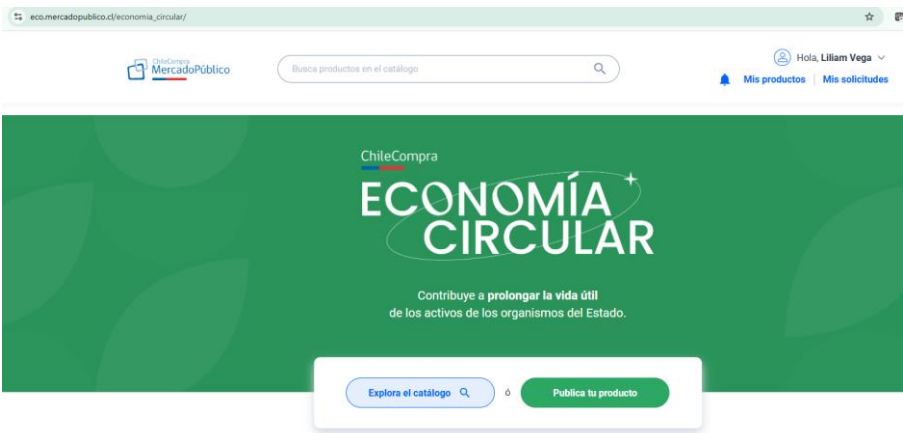 eco.mercadopublico.cl/economia_circular/
ChileCompra
MercadoPúblico
Busca productos en el catálogo
Hola, Liliam Vega
Mis productos
Mis solicitudes
ChileCompra
ECONOMÍA
CIRCULAR
Contribuye a prolongar la vida útil
de los activos de los organismos del Estado.
Explora el catálogo
ó
Publica tu producto